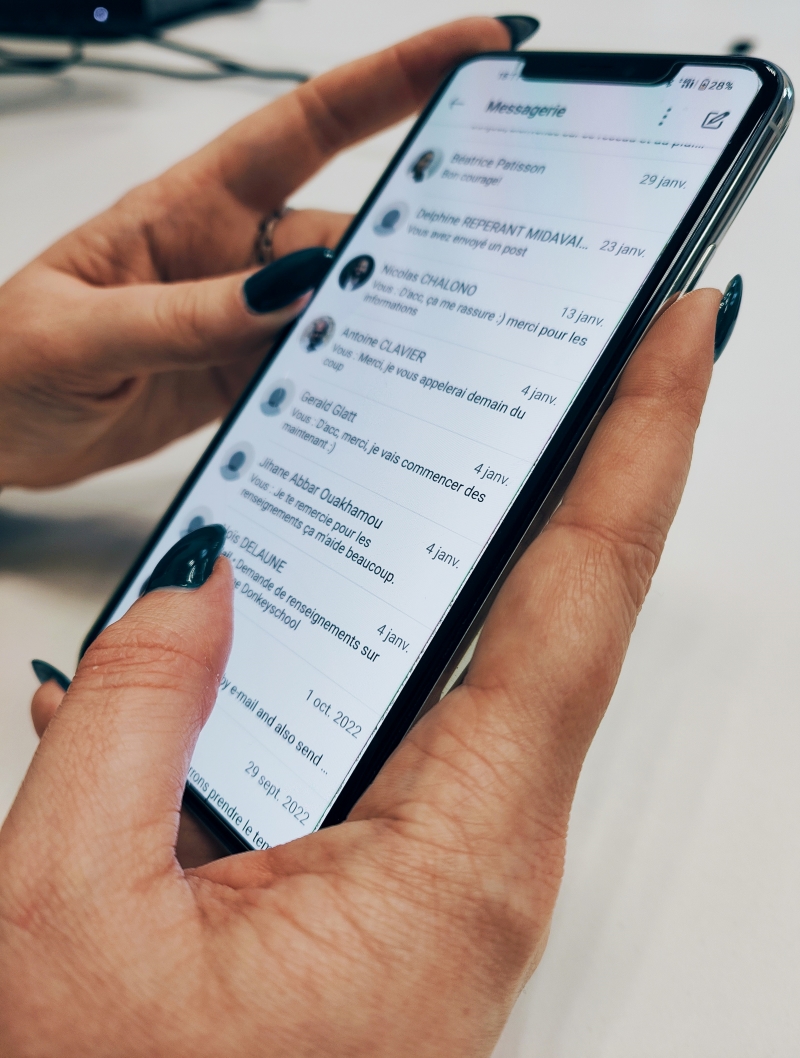 28%
Messagerie
Béatrice Patisson
Bon courage!
29 janv.
Delphine REPERANT MIDAVAI...
23 janv.
Vous avez envoyé un post
Nicolas CHALONO
13 janv.
Vous : D'acc, ça me rassure :) merci pour les
informations
Antoine CLAVIER
4 janv.
Vous : Merci, je vous appelerai demain du
coup
Gerald Glatt
4 janv.
Vous : D'acc, merci, je vais commencer des
maintenant :)
Jihane Abbar Ouakhamou
4 janv.
Vous : Je te remercie pour les
renseignements ça m'aide beaucoup.
DELAUNE
4 janv.
Demande de renseignements sur
Donkeyschool
1 oct. 2022
by e-mail and also send...
29 sept. 2022
prendre le